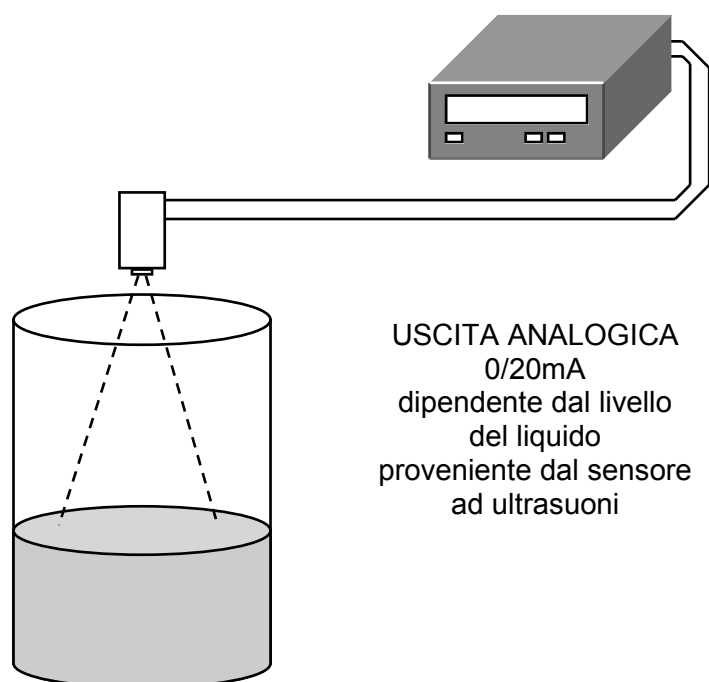 USCITA ANALOGICA
0/20mA
dipendente dal livello
del liquido
proveniente dal sensore
ad ultrasuoni